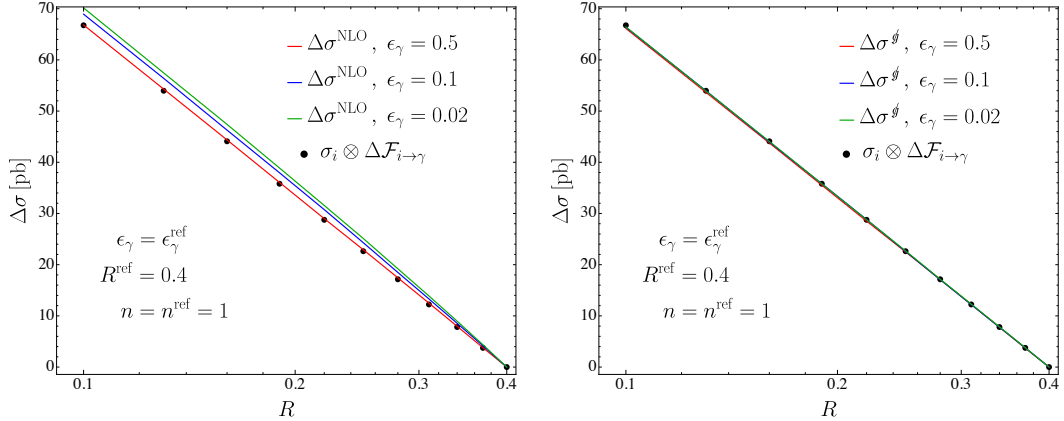 70
60
50
40
30
20
10
0
Δσ [pb]
Δσ^NLO , ϵ_γ = 0.5
Δσ^NLO , ϵ_γ = 0.1
Δσ^NLO , ϵ_γ = 0.02
σ_i ⊗ Δℱ_{i→γ}
ϵ_γ = ϵ_γ^ref
R^ref = 0.4
n = n^ref = 1
0.1 0.2 0.3 0.4
R
70
60
50
40
30
20
10
0
Δσ [pb]
Δσ^{g̸} , ϵ_γ = 0.5
Δσ^{g̸} , ϵ_γ = 0.1
Δσ^{g̸} , ϵ_γ = 0.02
σ_i ⊗ Δℱ_{i→γ}
ϵ_γ = ϵ_γ^ref
R^ref = 0.4
n = n^ref = 1
0.1 0.2 0.3 0.4
R